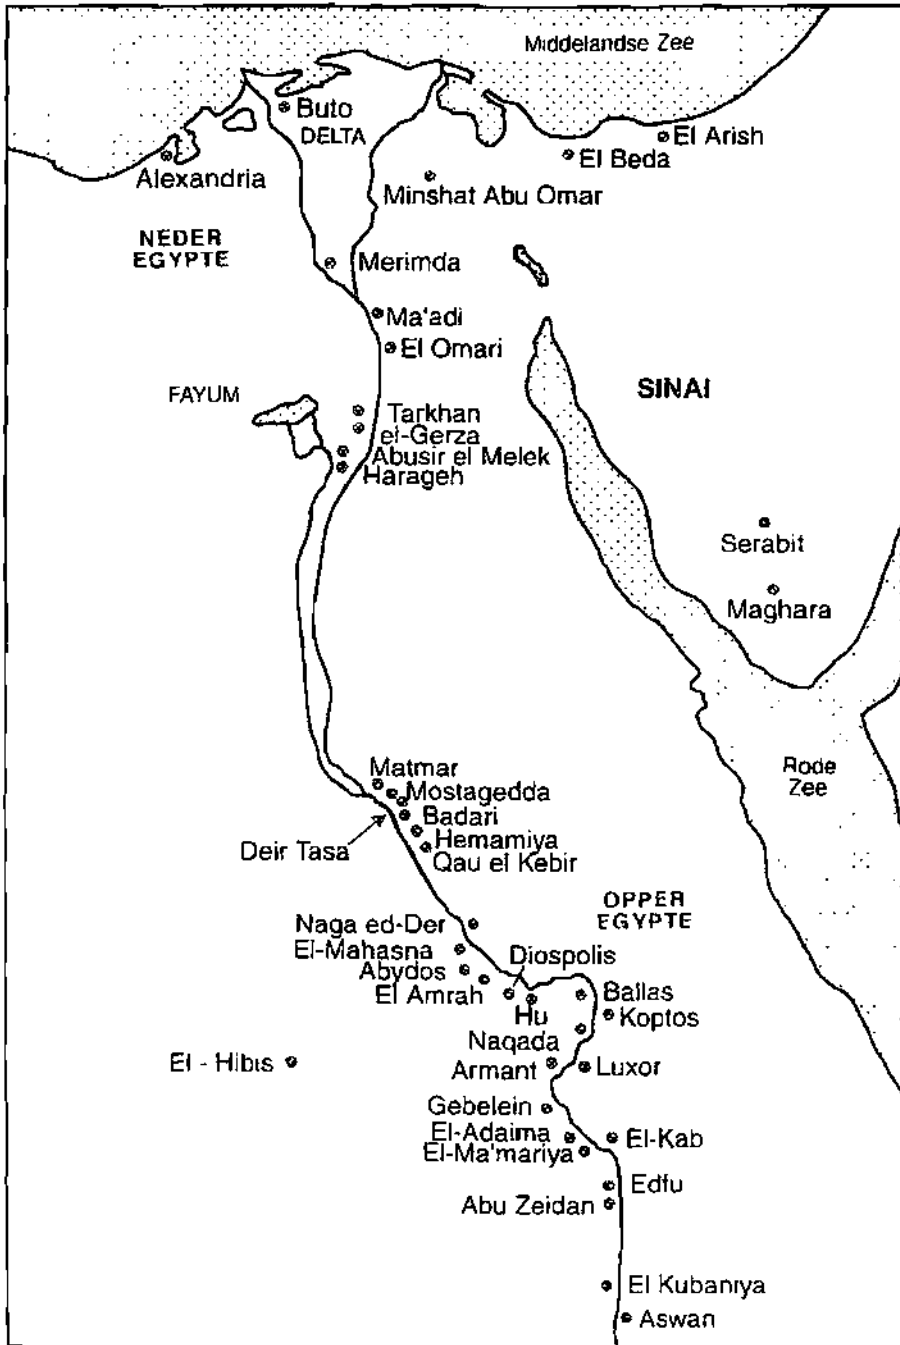 Middelandse Zee
Buto
DELTA
El Arish
El Beda
Alexandria
Minshat Abu Omar
NEDER
EGYPTE
Merimda
Ma'adi
El Omari
SINAI
FAYUM
Tarkhan
el-Gerza
Abusir el Melek
Harageh
Serabit
Maghara
Rode
Zee
Matmar
Mostagedda
Badari
Hemamiya
Deir Tasa
Qau el Kebir
OPPER
EGYPTE
Naga ed-Der
El-Mahasna
Diospolis
Abydos
El Amrah
Ballas
Hu
Koptos
Naqada
El - Hibis
Armant
Luxor
Gebelein
El-Adaima
El-Kab
El-Ma'mariya
Edfu
Abu Zeidan
El Kubaniya
Aswan